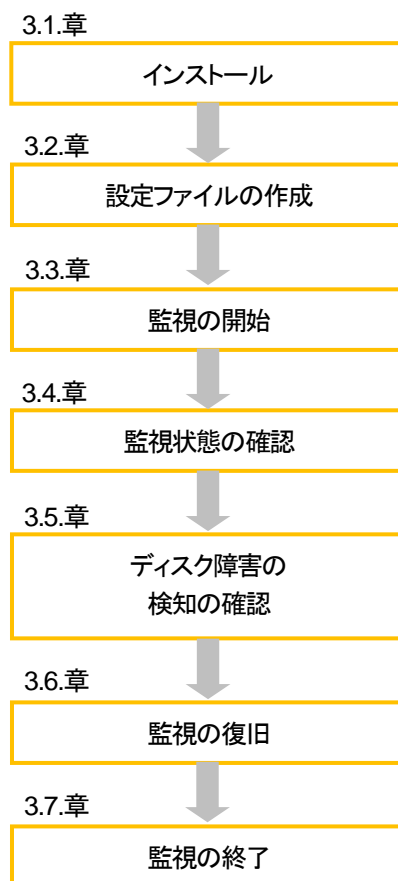 3.1.章
インストール
3.2.章
設定ファイルの作成
3.3.章
監視の開始
3.4.章
監視状態の確認
3.5.章
ディスク障害の
検知の確認
3.6.章
監視の復旧
3.7.章
監視の終了